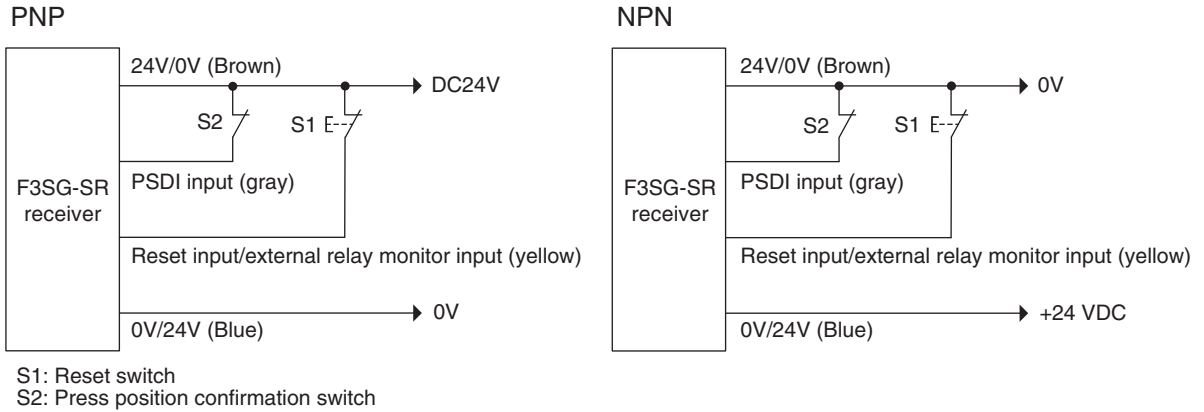 PNP
24V/0V (Brown)
DC24V
S2
S1
PSDI input (gray)
F3SG-SR
receiver
Reset input/external relay monitor input (yellow)
0V
0V/24V (Blue)
NPN
24V/0V (Brown)
0V
S2
S1
PSDI input (gray)
F3SG-SR
receiver
Reset input/external relay monitor input (yellow)
+24 VDC
0V/24V (Blue)
S1: Reset switch
S2: Press position confirmation switch